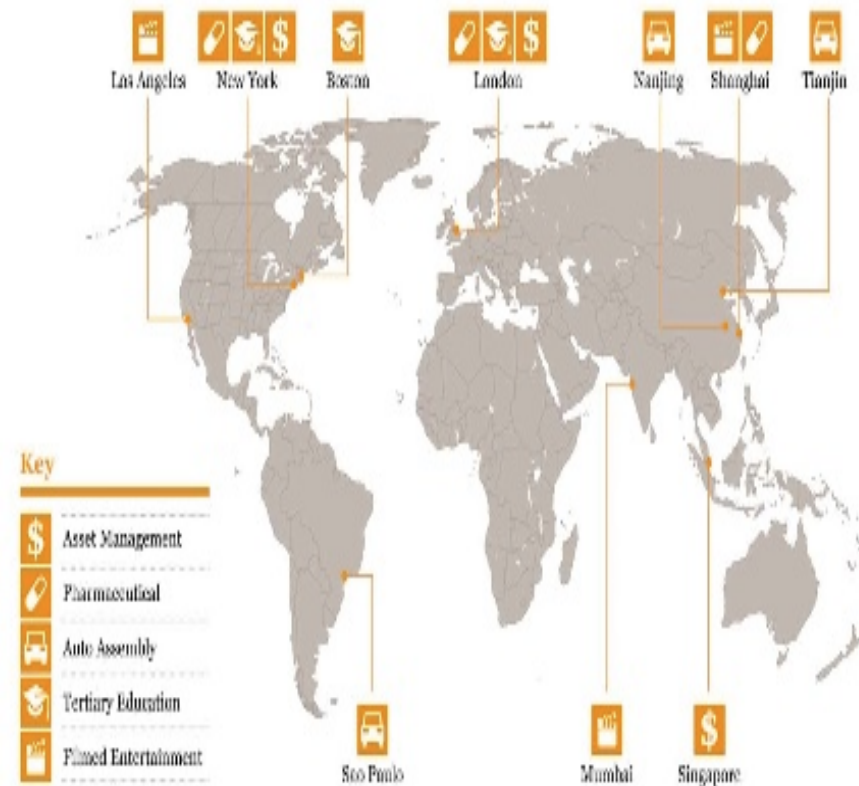 Los Angeles
New York
Boston
London
Nanjing
Shanghai
Tianjin
Key
$ Asset Management
Pharmaceutical
Auto Assembly
Tertiary Education
Filmed Entertainment
Sao Paulo
Mumbai
Singapore